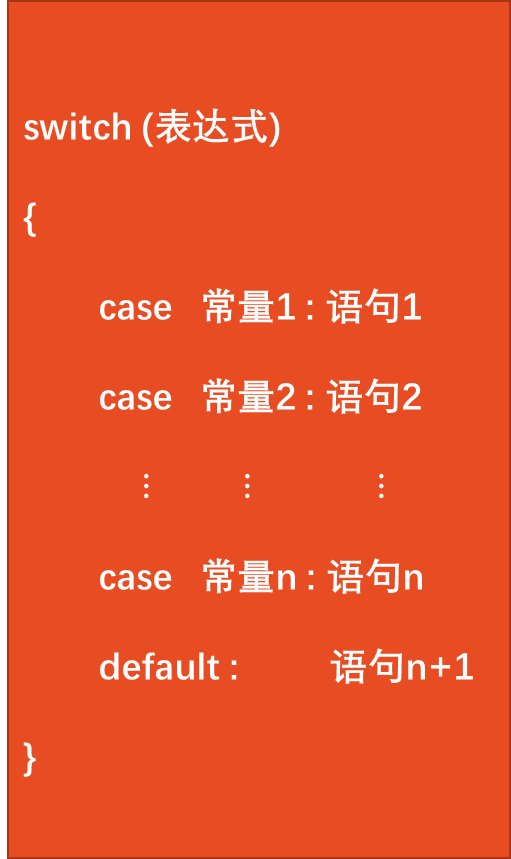 switch (表达式)
{
case 常量1 : 语句1
case 常量2 : 语句2
⋮ ⋮ ⋮
case 常量n : 语句n
default : 语句n+1
}